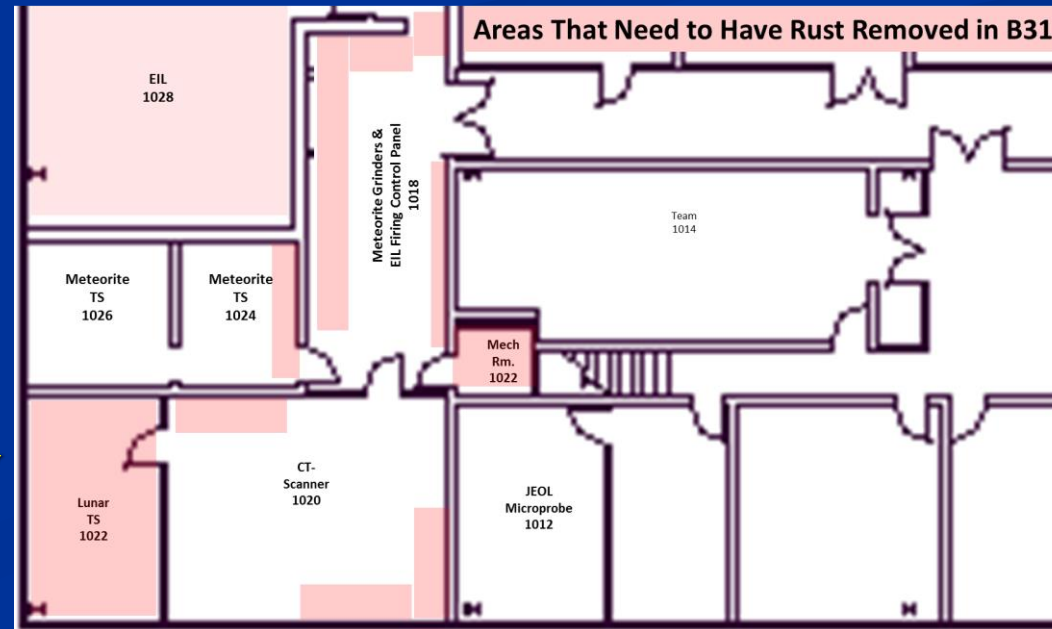 Areas That Need to Have Rust Removed in B31
EIL
1028
Meteorite Grinders &
EIL Firing Control Panel
1018
Team
1014
Meteorite
TS
1026
Meteorite
TS
1024
Mech
Rm.
1022
Lunar
TS
1022
CT-
Scanner
1020
JEOL
Microprobe
1012